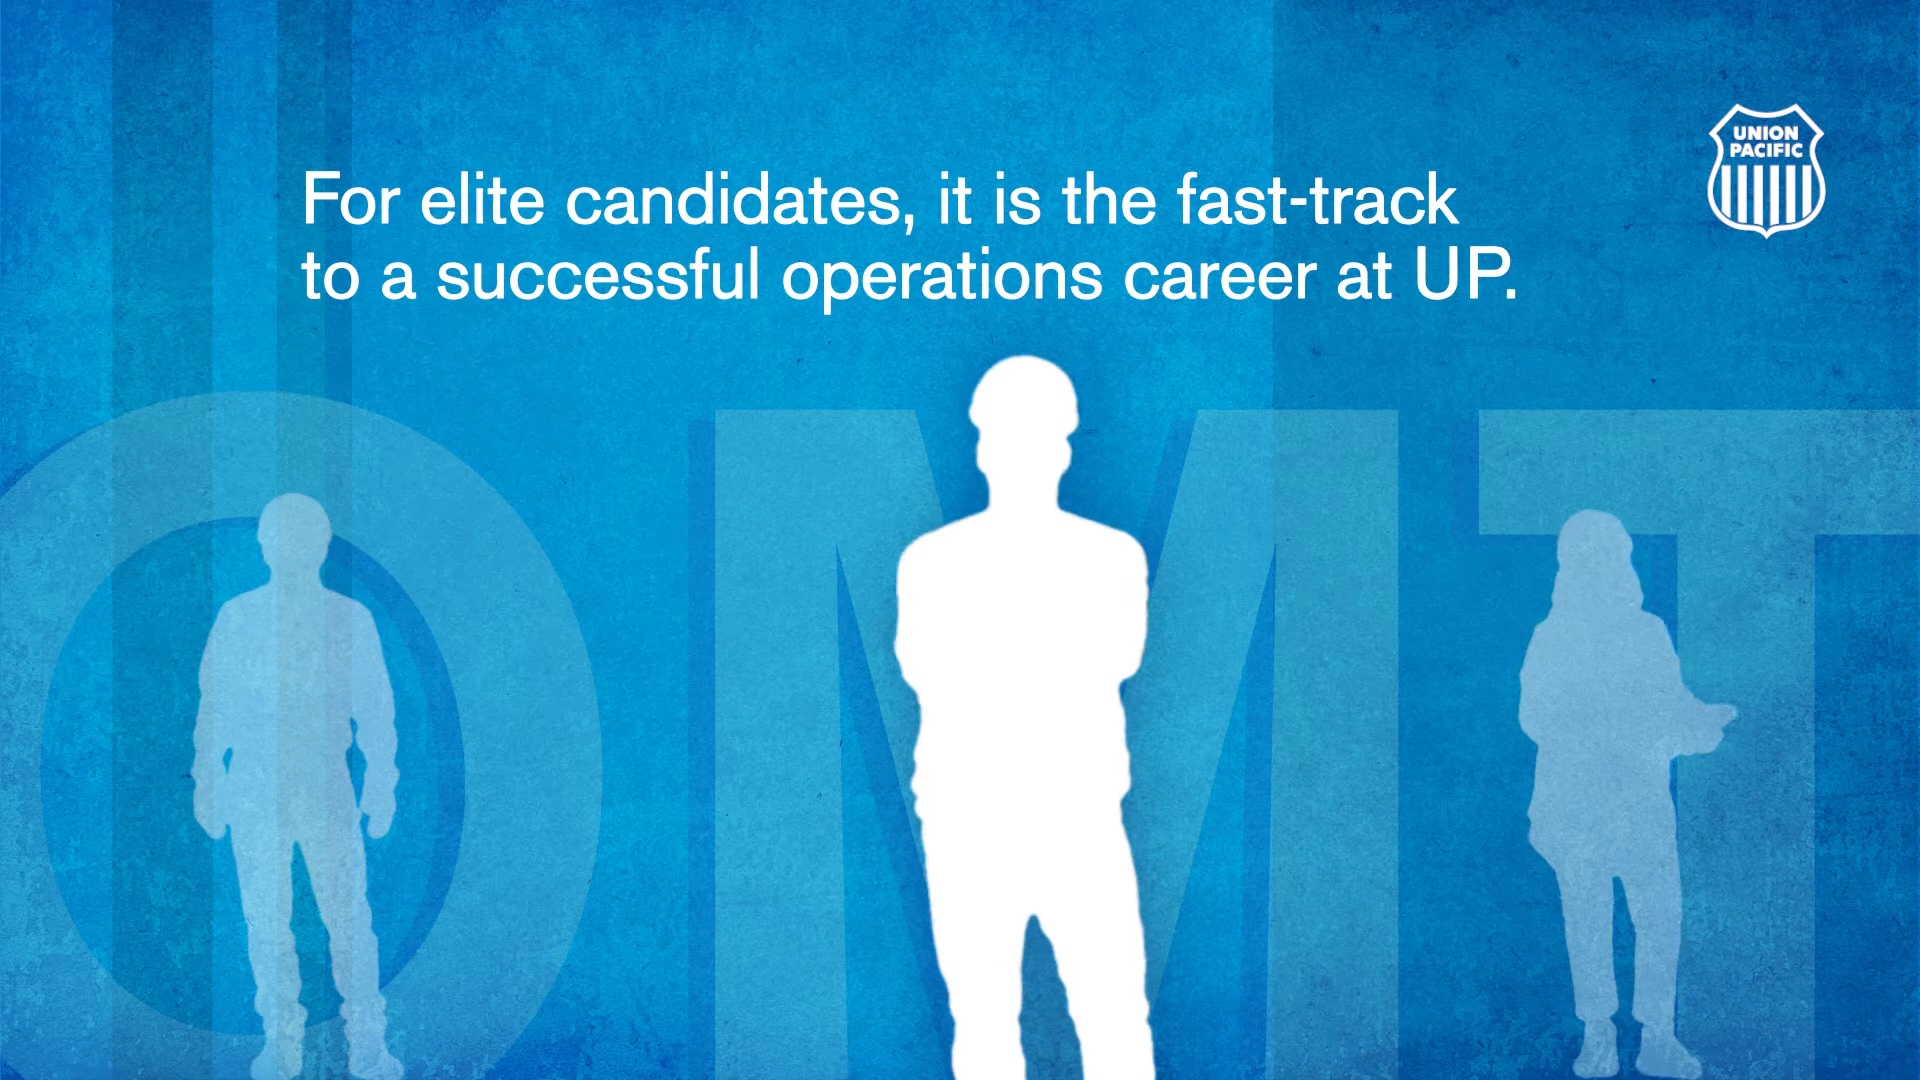 UNION
PACIFIC
For elite candidates, it is the fast-track
to a successful operations career at UP.
OMT